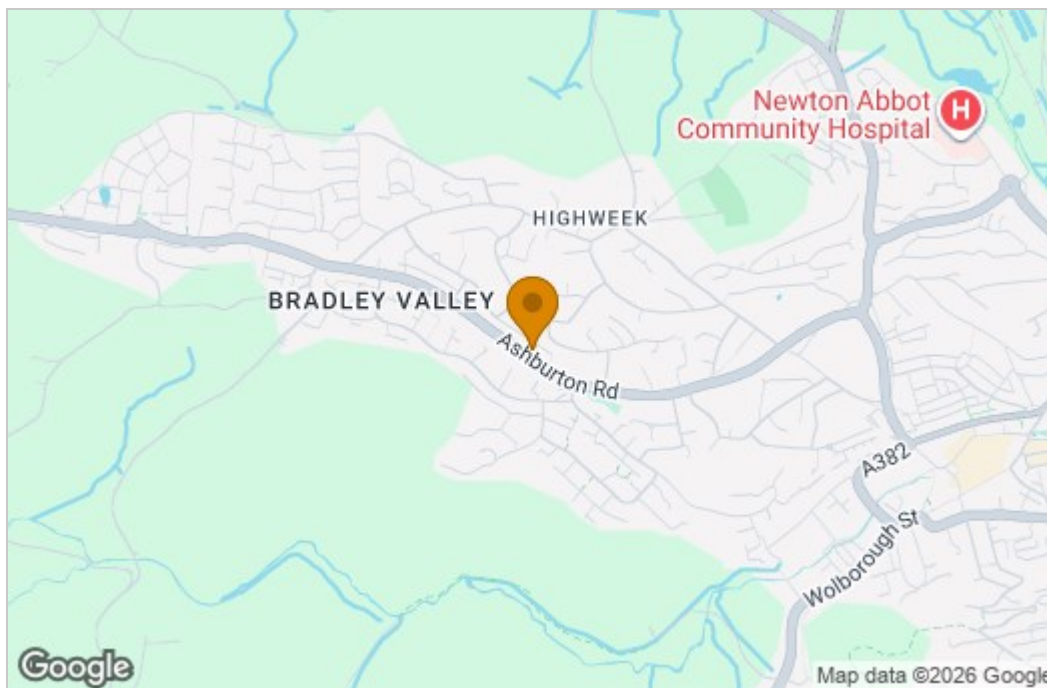 Newton Abbot
Community Hospital
H
HIGHWEEK
BRADLEY VALLEY
Ashburton Rd
A382
Wolborough St
Google
Map data ©2026 Google